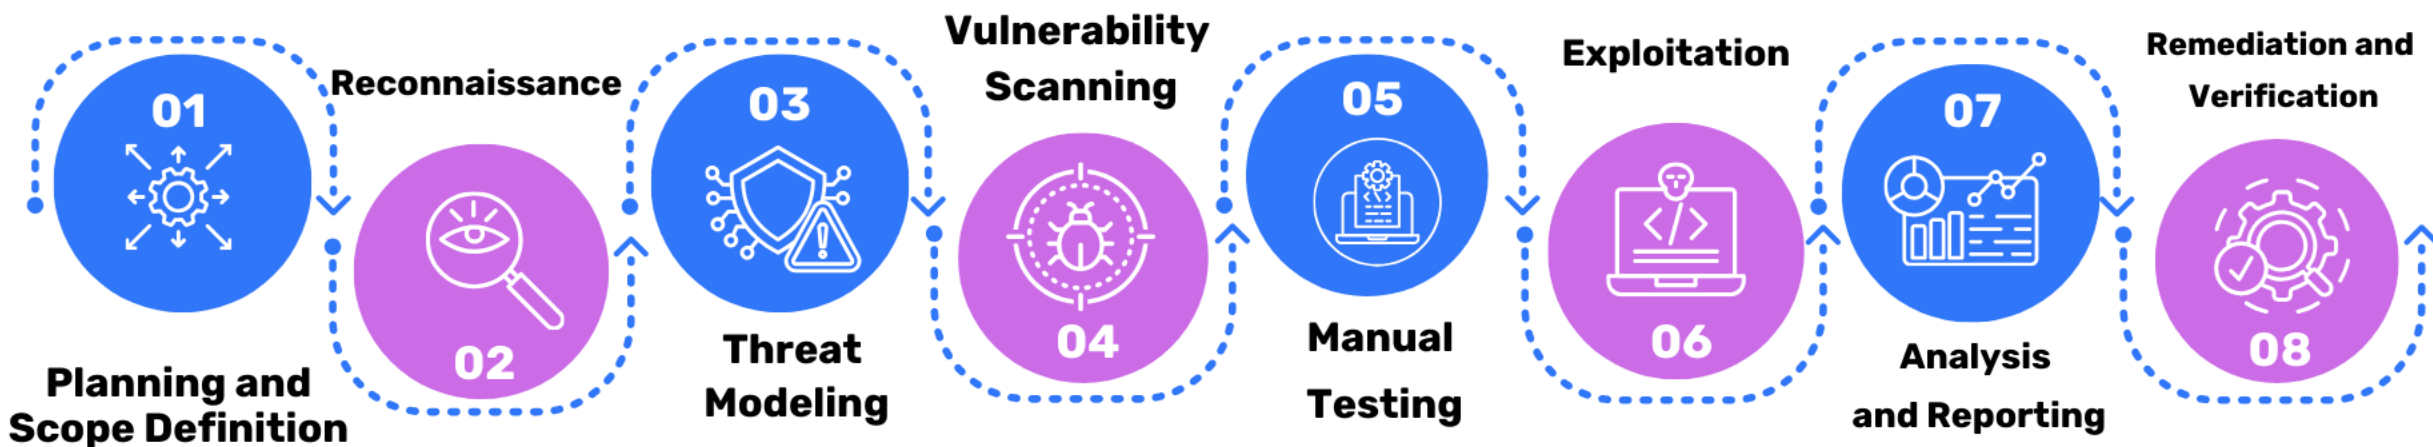 01
Planning and
Scope Definition
Reconnaissance
02
03
Threat
Modeling
Vulnerability
Scanning
04
05
Manual
Testing
Exploitation
06
07
Analysis
and Reporting
Remediation and
Verification
08